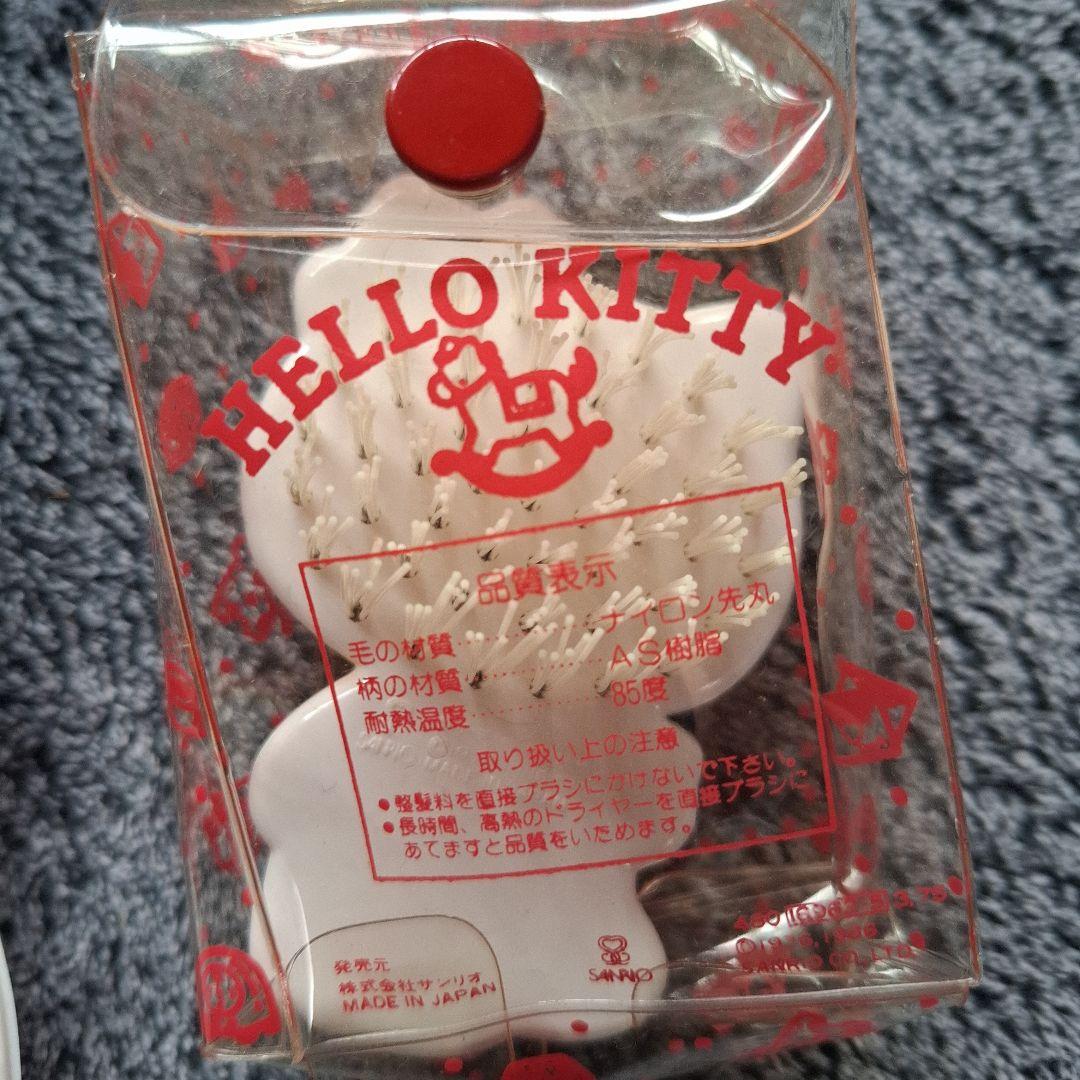 HELLO KITTY
品質表示
毛の材質…………ナイロン先丸
柄の材質…………AS樹脂
耐熱温度…………85度
取り扱い上の注意
●整髪料を直接ブラシにかけないで下さい。
●長時間、高熱のドライヤーを直接ブラシに
あてますと品質をいためます。
発売元
株式会社サンリオ
MADE IN JAPAN
SANRIO
©1976, 1986
SANRIO CO., LTD.